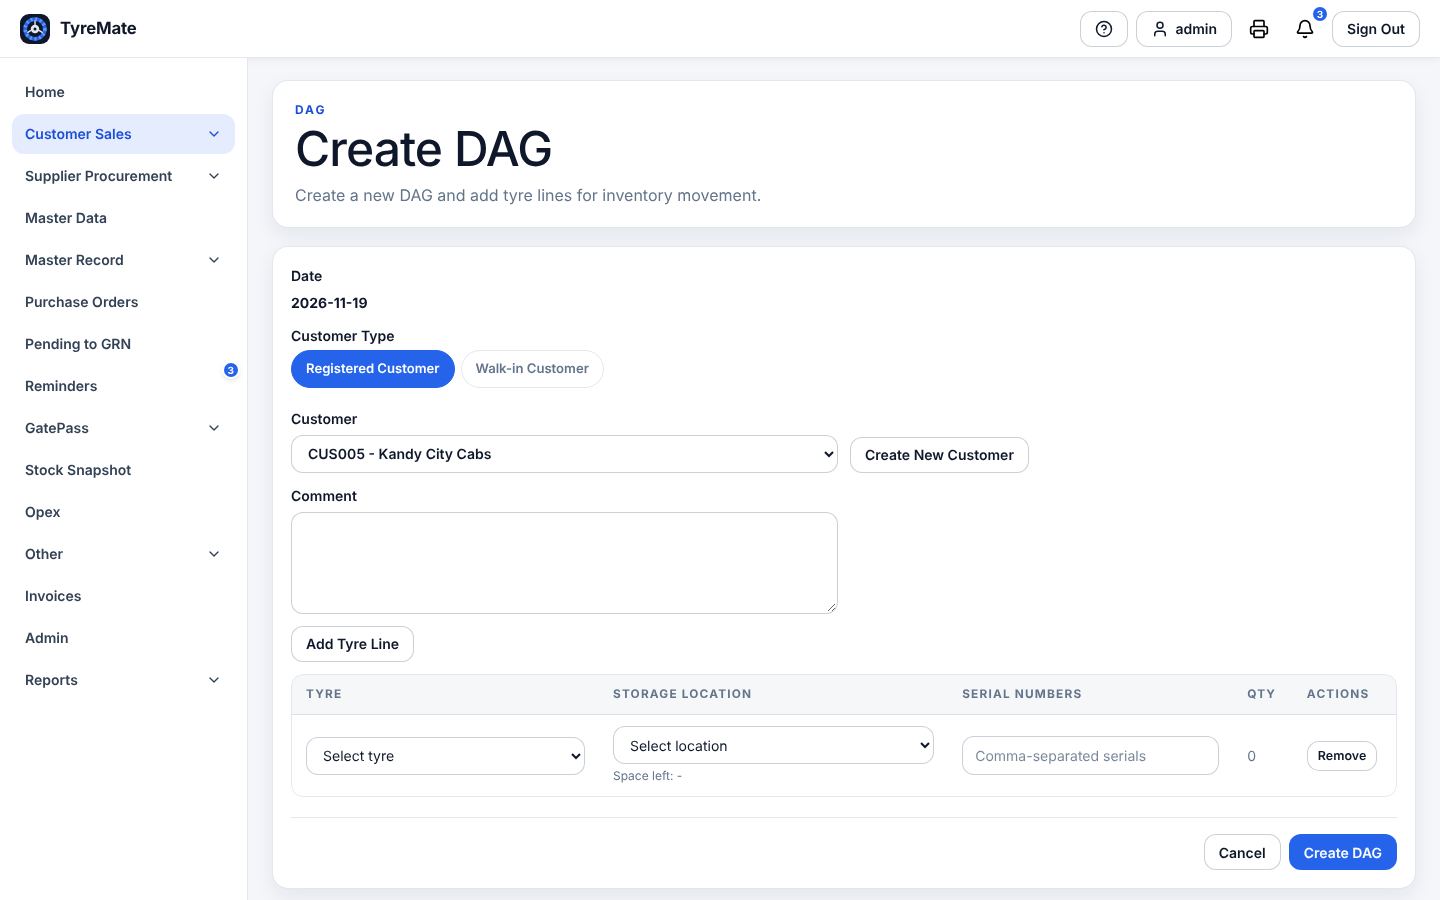 TyreMate
admin
3
Sign Out
Home
Customer Sales
Supplier Procurement
Master Data
Master Record
Purchase Orders
Pending to GRN
Reminders
3
GatePass
Stock Snapshot
Opex
Other
Invoices
Admin
Reports
DAG
Create DAG
Create a new DAG and add tyre lines for inventory movement.
Date
2026-11-19
Customer Type
Registered Customer
Walk-in Customer
Customer
CUS005 - Kandy City Cabs
Create New Customer
Comment
Add Tyre Line
TYRE STORAGE LOCATION SERIAL NUMBERS QTY ACTIONS
Select tyre
Select location
Space left: -
Comma-separated serials
0
Remove
Cancel
Create DAG